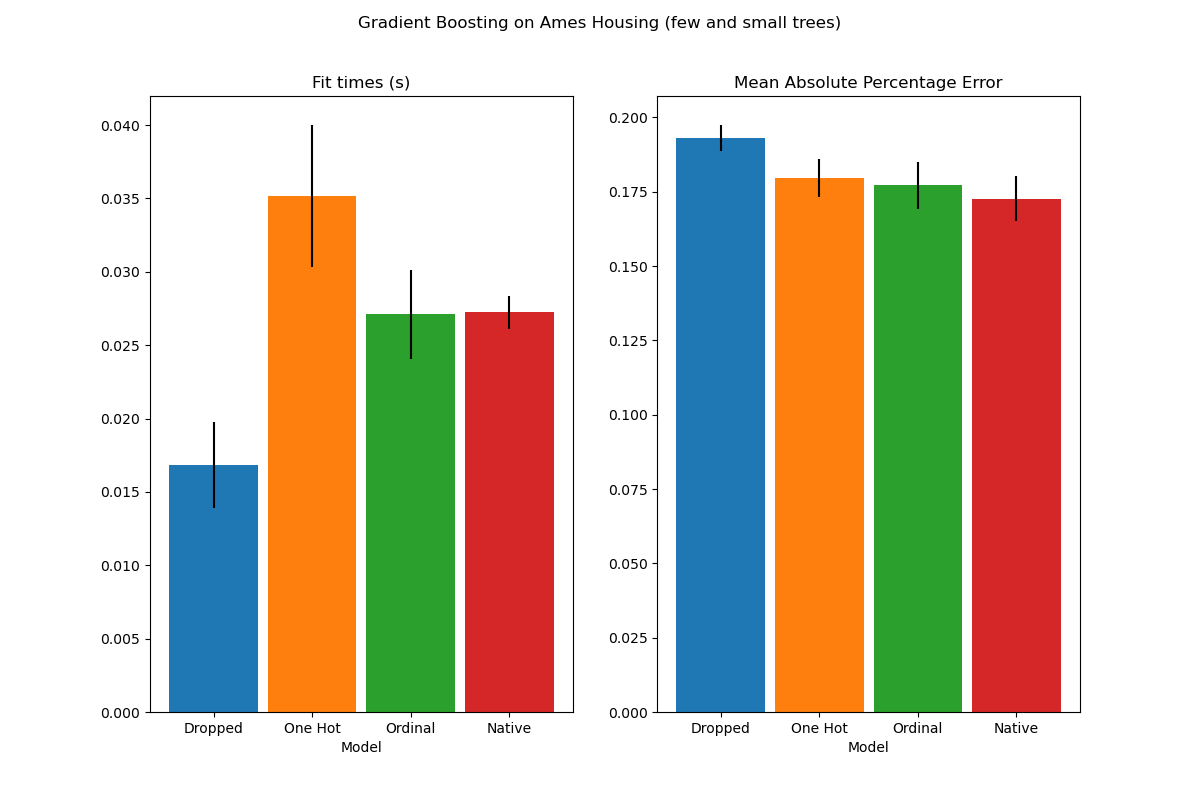 Gradient Boosting on Ames Housing (few and small trees)
Fit times (s)
0.040
0.035
0.030
0.025
0.020
0.015
0.010
0.005
0.000
Dropped One Hot Ordinal Native
Model
Mean Absolute Percentage Error
0.200
0.175
0.150
0.125
0.100
0.075
0.050
0.025
0.000
Dropped One Hot Ordinal Native
Model